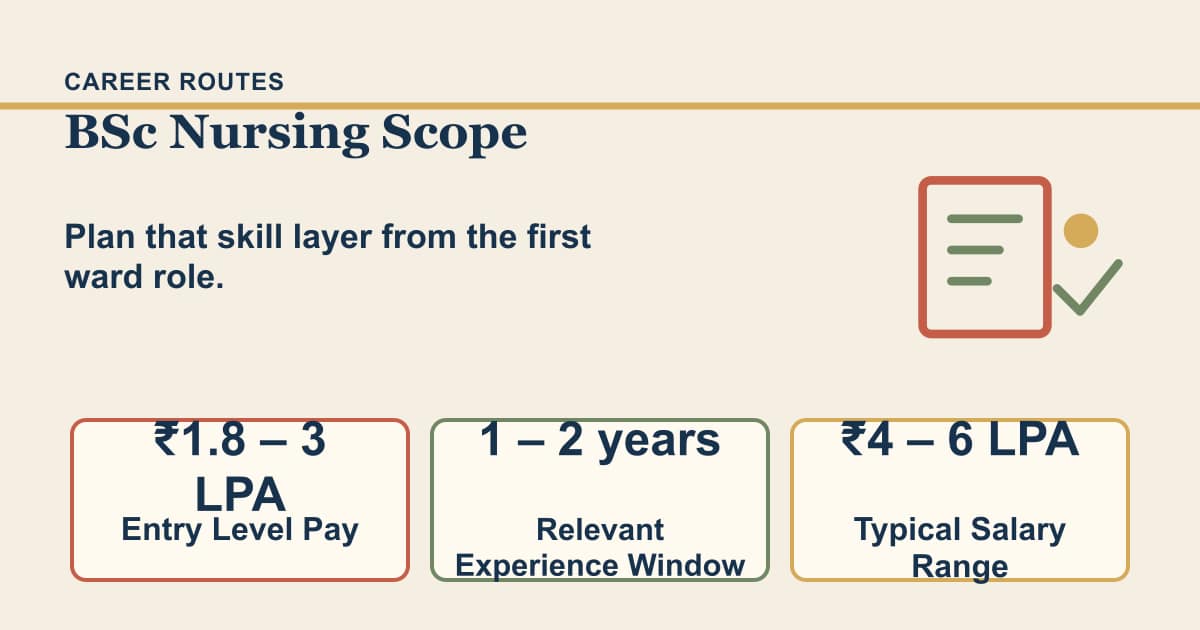 CAREER ROUTES
BSc Nursing Scope
Plan that skill layer from the first
ward role.
₹1.8 – 3
LPA
Entry Level Pay
1 – 2 years
Relevant
Experience Window
₹4 – 6 LPA
Typical Salary
Range